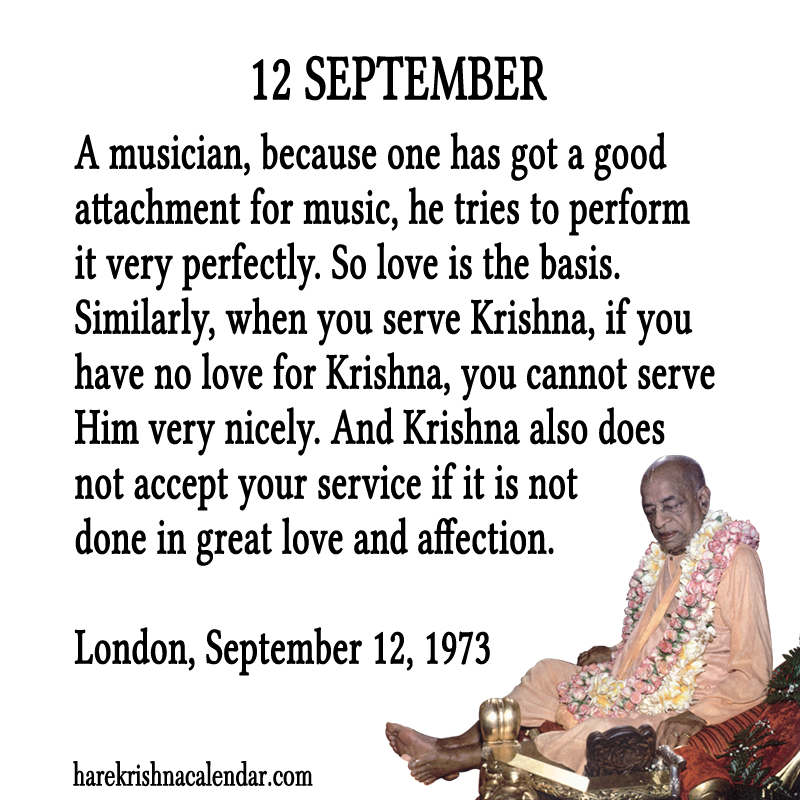 12 SEPTEMBER
A musician, because one has got a good
attachment for music, he tries to perform
it very perfectly. So love is the basis.
Similarly, when you serve Krishna, if you
have no love for Krishna, you cannot serve
Him very nicely. And Krishna also does
not accept your service if it is not
done in great love and affection.
London, September 12, 1973
harekrishnacalendar.com